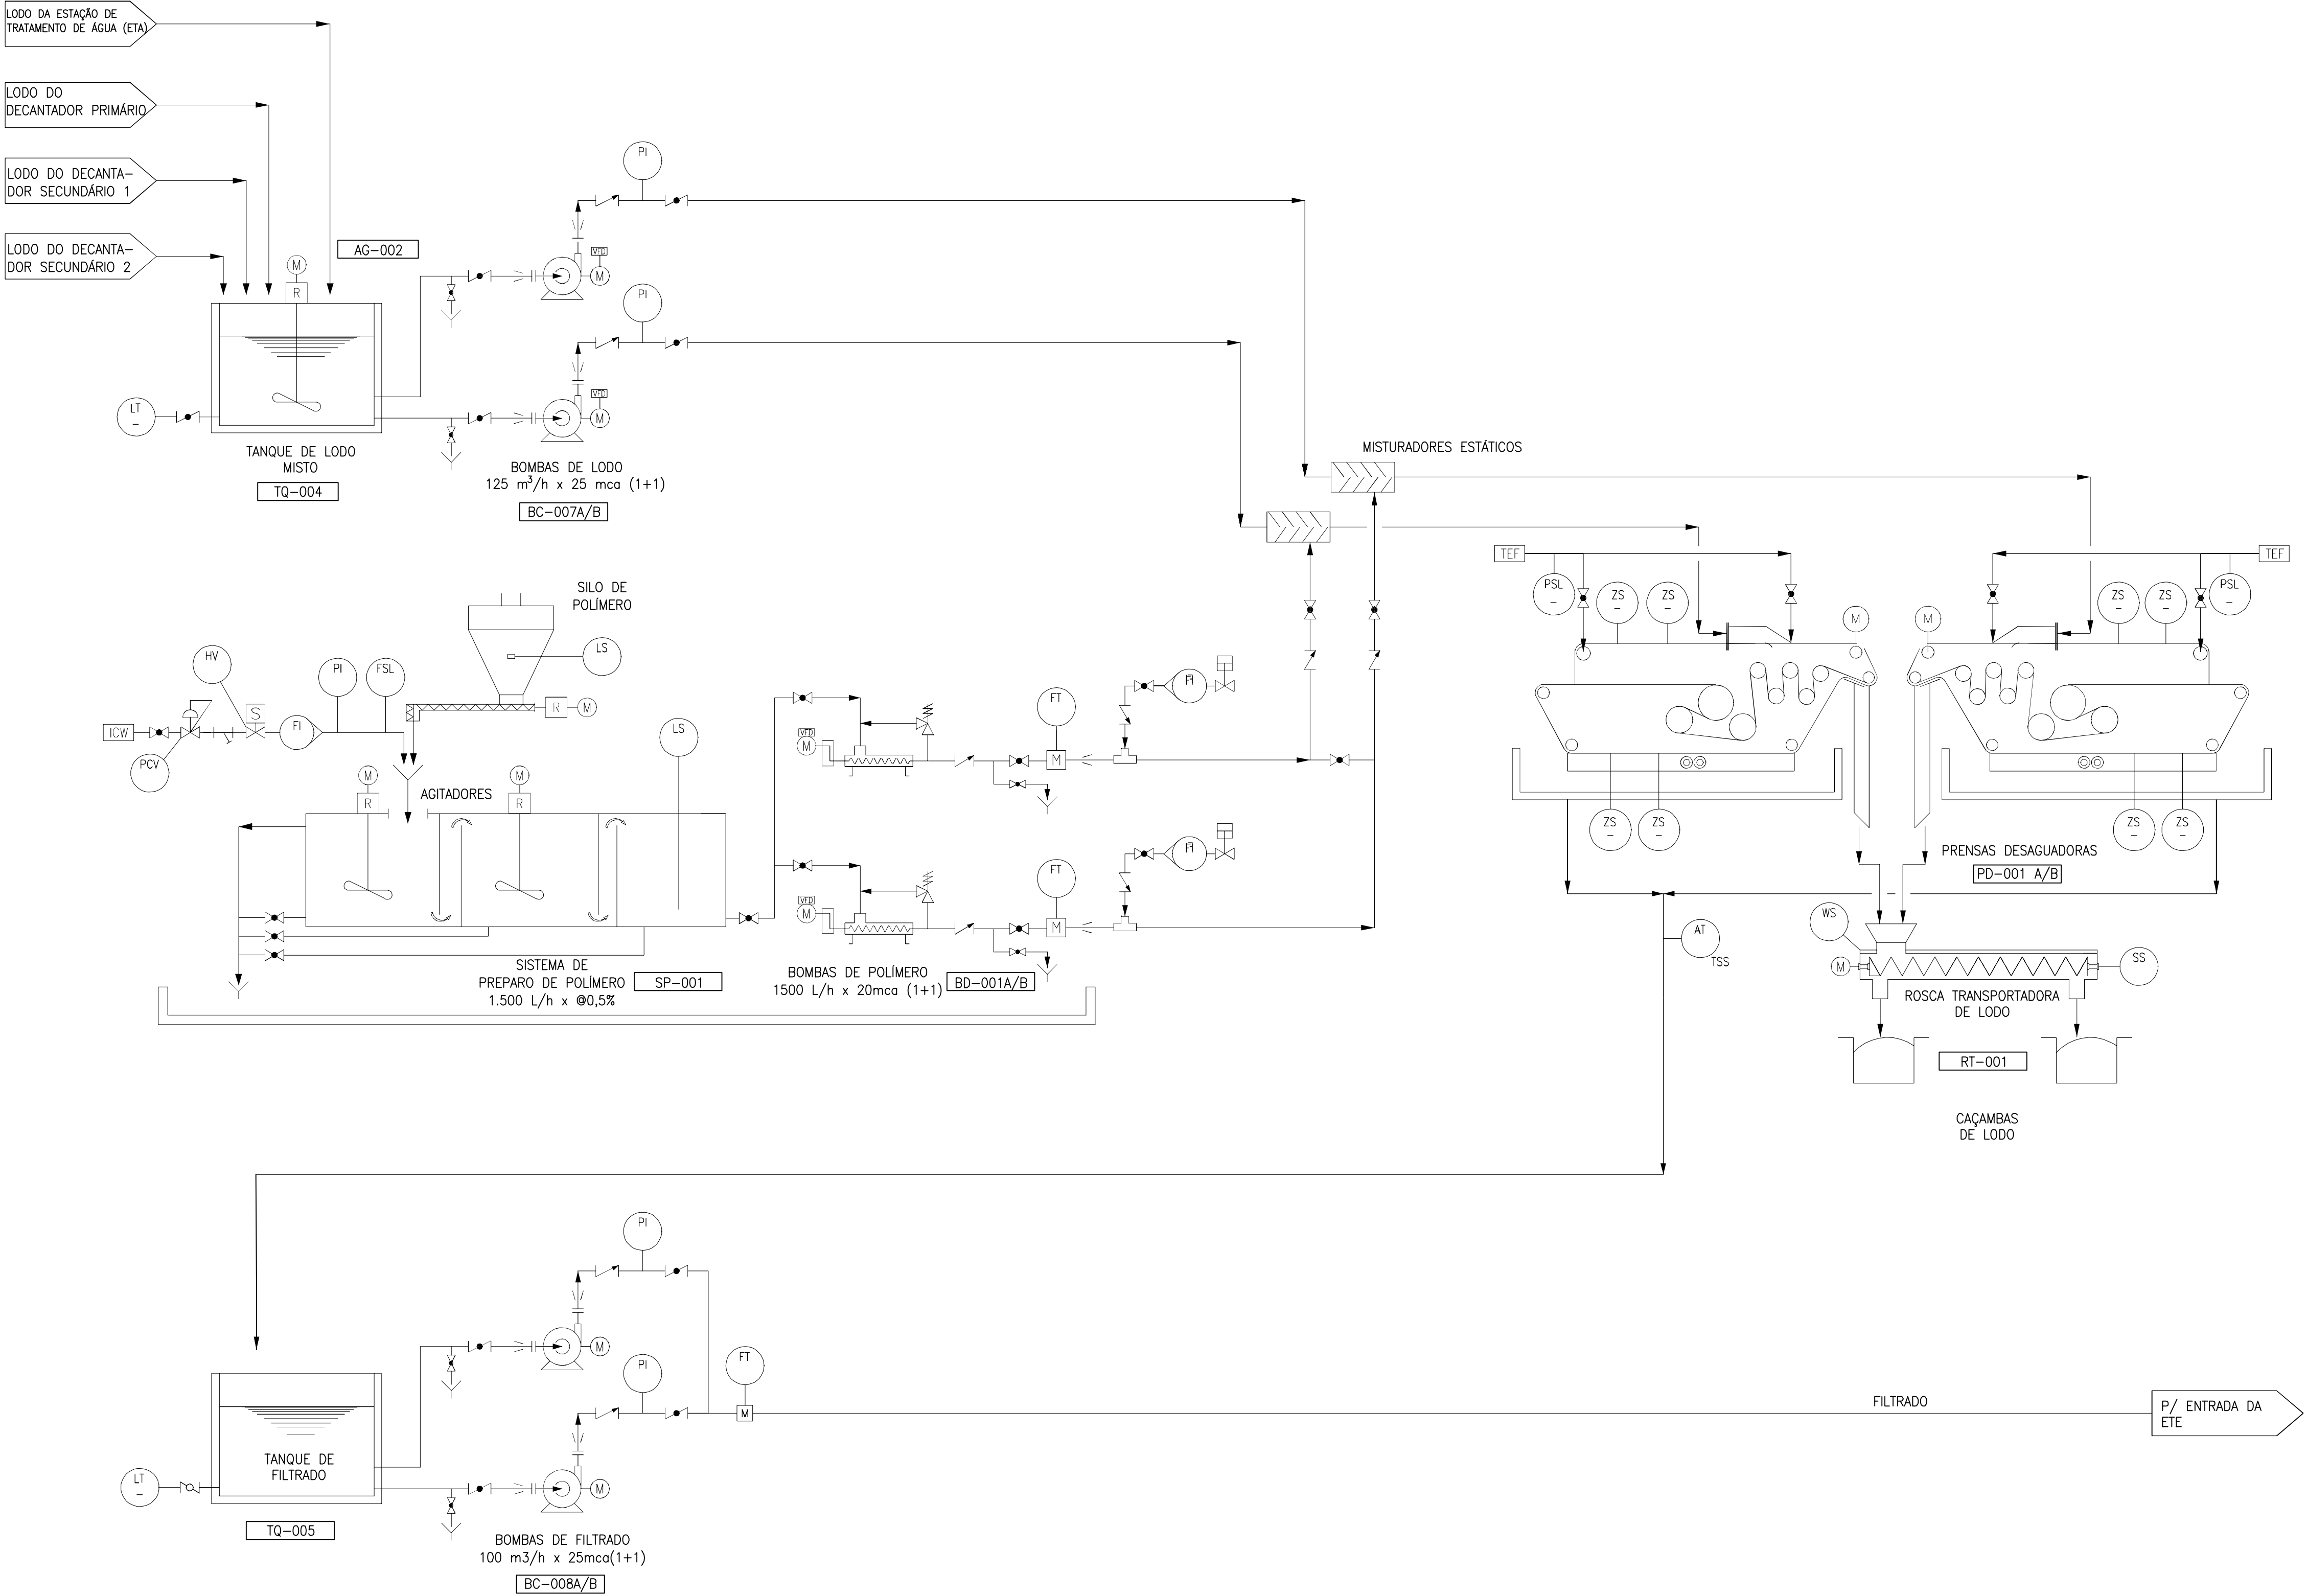 LODO DA ESTAÇÃO DE
TRATAMENTO DE ÁGUA (ETA)
LODO DO
DECANTADOR PRIMÁRIO
LODO DO DECANTA-
DOR SECUNDÁRIO 1
LODO DO DECANTA-
DOR SECUNDÁRIO 2
AG-002
M
R
LT
-
TANQUE DE LODO
MISTO
TQ-004
PI
VFD
M
PI
VFD
M
BOMBAS DE LODO
125 m³/h x 25 mca (1+1)
BC-007A/B
MISTURADORES ESTÁTICOS
SILO DE
POLÍMERO
LS
HV
PI
FSL
S
FI
ICW
PCV
R
M
LS
M
R
AGITADORES
M
R
SISTEMA DE
PREPARO DE POLÍMERO
1.500 L/h x @0,5%
SP-001
VFD
M
FT
M
VFD
M
FT
M
BOMBAS DE POLÍMERO
1500 L/h x 20mca (1+1)
BD-001A/B
TEF
PSL
-
ZS
-
ZS
-
M
M
ZS
-
ZS
-
PSL
-
TEF
ZS
-
ZS
-
ZS
-
ZS
-
PRENSAS DESAGUADORAS
PD-001 A/B
AT
TSS
WS
M
SS
ROSCA TRANSPORTADORA
DE LODO
RT-001
CAÇAMBAS
DE LODO
PI
M
PI
M
FT
M
FILTRADO
P/ ENTRADA DA
ETE
TANQUE DE
FILTRADO
LT
-
TQ-005
BOMBAS DE FILTRADO
100 m3/h x 25mca(1+1)
BC-008A/B